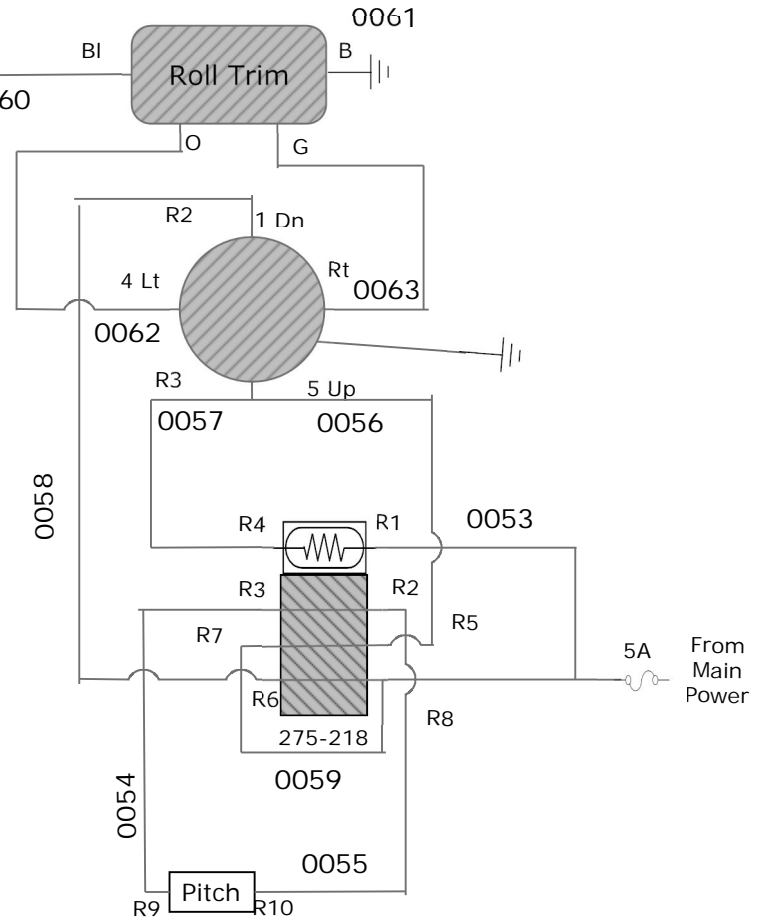 0061
Bl
Roll Trim
B
60
O
G
R2
1 Dn
4 Lt
Rt
0063
0062
R3
5 Up
0057
0056
0058
R4
R1
0053
R3
R2
R7
R5
5A
From
Main
Power
R6
R8
275-218
0059
0054
0055
Pitch
R9
R10